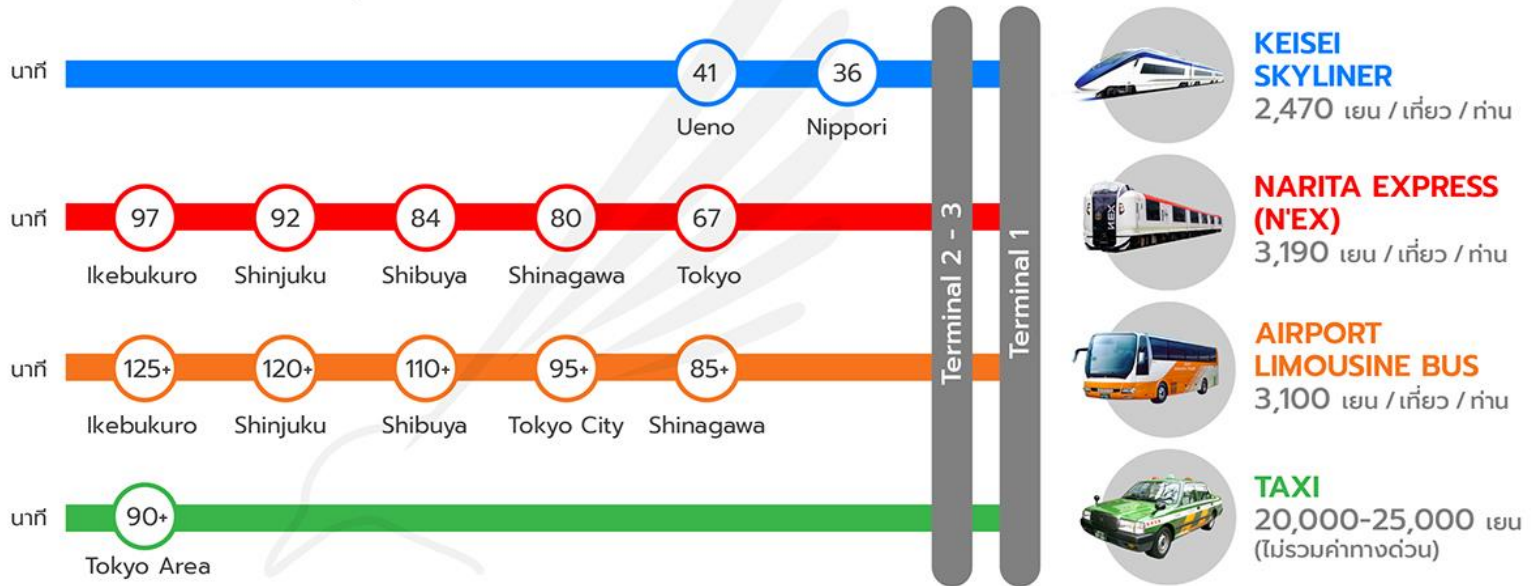 นาที
41
36
Ueno
Nippori
KEISEI
SKYLINER
2,470 เยน / เที่ยว / ท่าน
นาที
97
92
84
80
67
Ikebukuro
Shinjuku
Shibuya
Shinagawa
Tokyo
NARITA EXPRESS
(N'EX)
3,190 เยน / เที่ยว / ท่าน
นาที
125+
120+
110+
95+
85+
Ikebukuro
Shinjuku
Shibuya
Tokyo City
Shinagawa
AIRPORT
LIMOUSINE BUS
3,100 เยน / เที่ยว / ท่าน
นาที
90+
Tokyo Area
TAXI
20,000-25,000 เยน
(ไม่รวมค่าทางด่วน)
Terminal 2 - 3
Terminal 1
N'EX